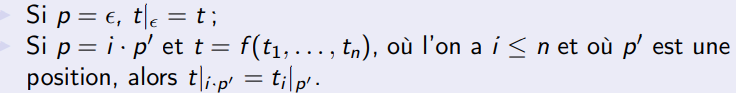 Si p = ϵ, t|ϵ = t ;
Si p = i · p′ et t = f(t₁, . . . , tₙ), où l'on a i ≤ n et où p′ est une
position, alors t|i·p′ = tᵢ|p′.